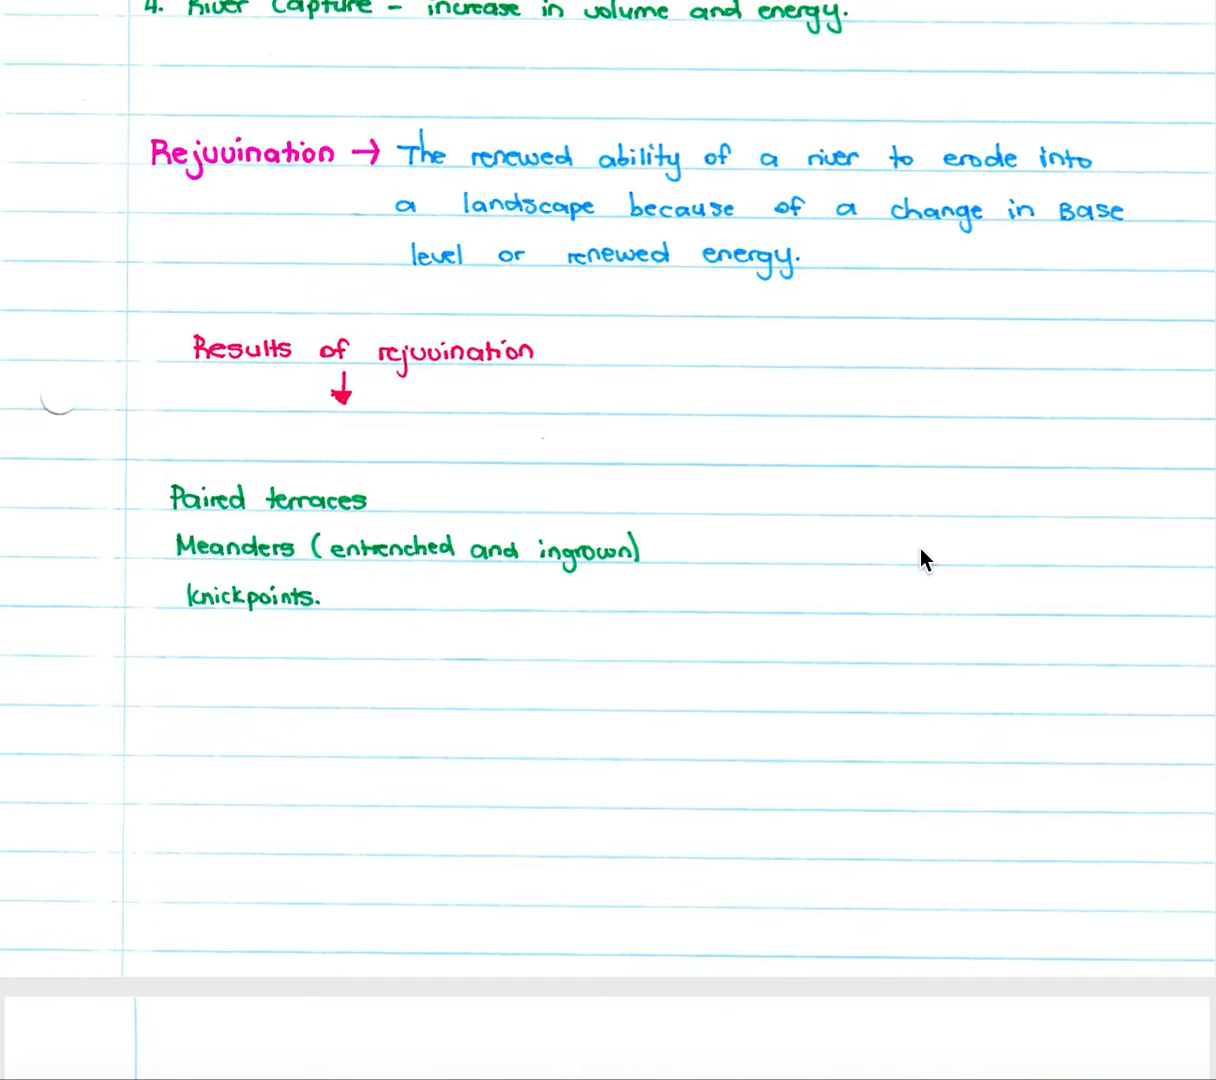 4. River Capture - increase in volume and energy.
Rejuvination → The renewed ability of a river to erode into
a landscape because of a change in Base
level or renewed energy.
Results of rejuvination
↓
Paired terraces
Meanders (entrenched and ingrown)
Knickpoints.